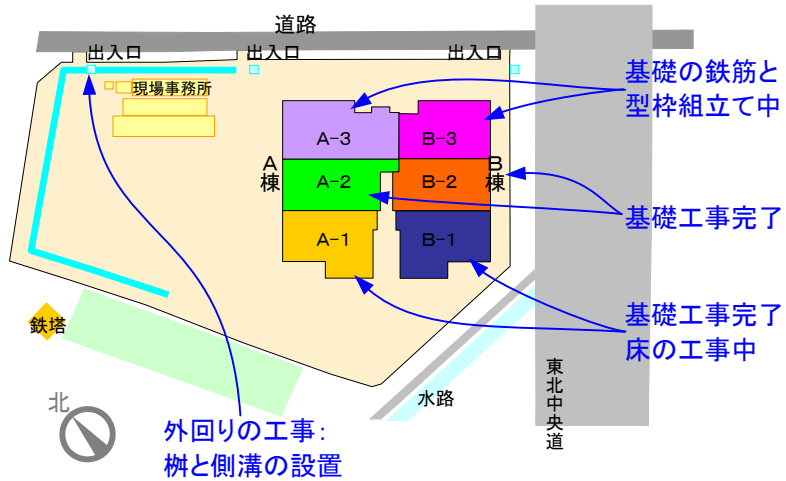 道路
出入口
出入口
出入口
現場事務所
基礎の鉄筋と
型枠組立て中
A-3
B-3
A棟
A-2
B-2
B棟
基礎工事完了
A-1
B-1
基礎工事完了
床の工事中
鉄塔
東北中央道
水路
北
外回りの工事:
桝と側溝の設置